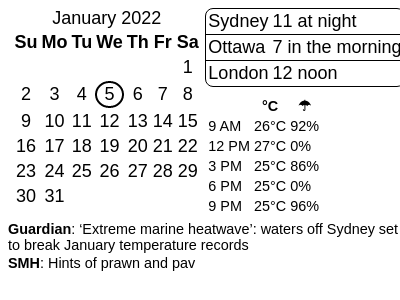 January 2022
Su Mo Tu We Th Fr Sa
1
2 3 4 5 6 7 8
9 10 11 12 13 14 15
16 17 18 19 20 21 22
23 24 25 26 27 28 29
30 31
Sydney 11 at night
Ottawa 7 in the morning
London 12 noon
°C ☂
9 AM 26°C 92%
12 PM 27°C 0%
3 PM 25°C 86%
6 PM 25°C 0%
9 PM 25°C 96%
Guardian: ‘Extreme marine heatwave’: waters off Sydney set
to break January temperature records
SMH: Hints of prawn and pav